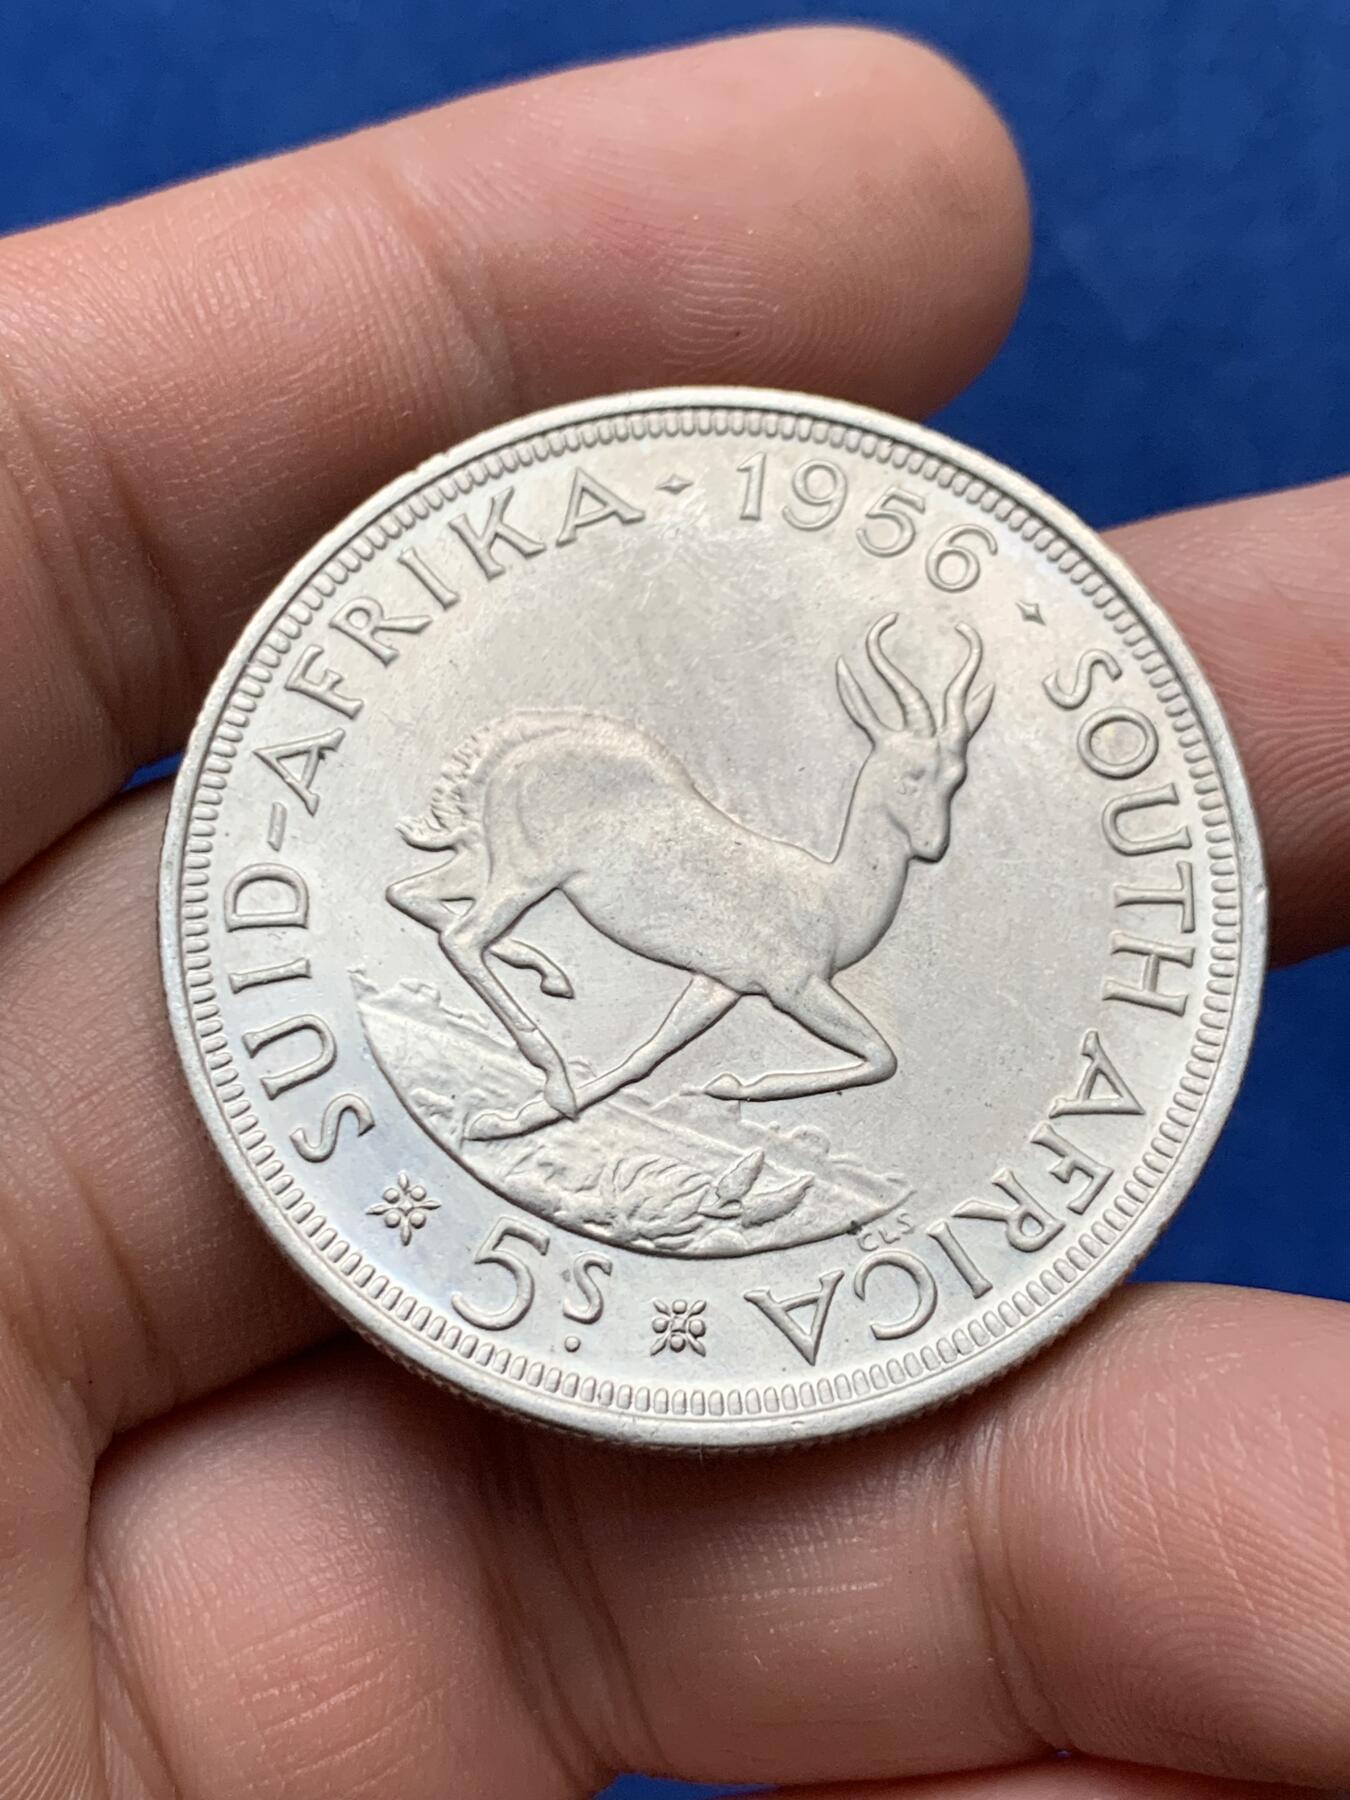 SUID-AFRIKA · 1956 · SOUTH AFRICA
5s.
CLS